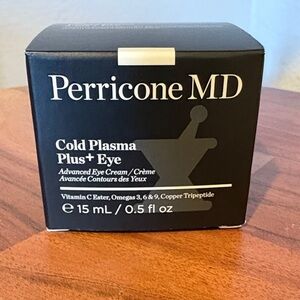 Perricone MD
Cold Plasma
Plus+ Eye
Advanced Eye Cream / Crème
Avancée Contours des Yeux
Vitamin C Ester, Omegas 3, 6 & 9, Copper Tripeptide
℮ 15 mL / 0.5 fl oz